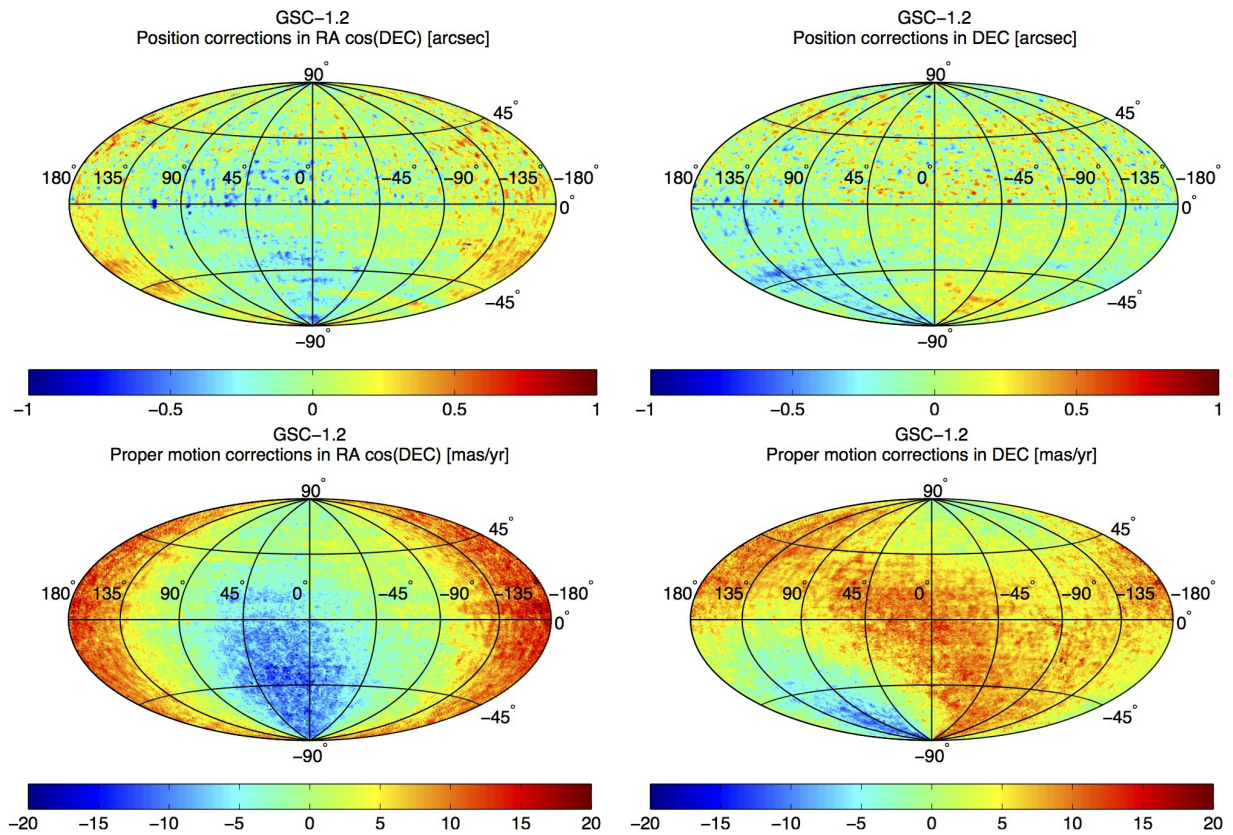 GSC−1.2
Position corrections in RA cos(DEC) [arcsec]
90°
45°
180° 135° 90° 45° 0° −45° −90° −135° −180°
0°
−45°
−90°
−1 −0.5 0 0.5 1
GSC−1.2
Position corrections in DEC [arcsec]
90°
45°
180° 135° 90° 45° 0° −45° −90° −135° −180°
0°
−45°
−90°
−1 −0.5 0 0.5 1
GSC−1.2
Proper motion corrections in RA cos(DEC) [mas/yr]
90°
45°
180° 135° 90° 45° 0° −45° −90° −135° −180°
0°
−45°
−90°
−20 −15 −10 −5 0 5 10 15 20
GSC−1.2
Proper motion corrections in DEC [mas/yr]
90°
45°
180° 135° 90° 45° 0° −45° −90° −135° −180°
0°
−45°
−90°
−20 −15 −10 −5 0 5 10 15 20